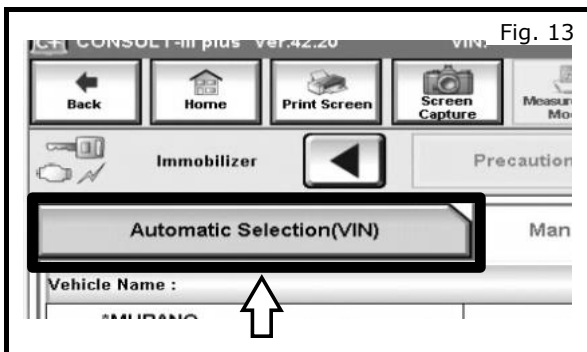 Fig. 13
CONSULT-III plus Ver.42.20 VIN:
Back
Home
Print Screen
Screen Capture
Immobilizer
Precaution
Automatic Selection(VIN)
Man
Vehicle Name :
*MURANO